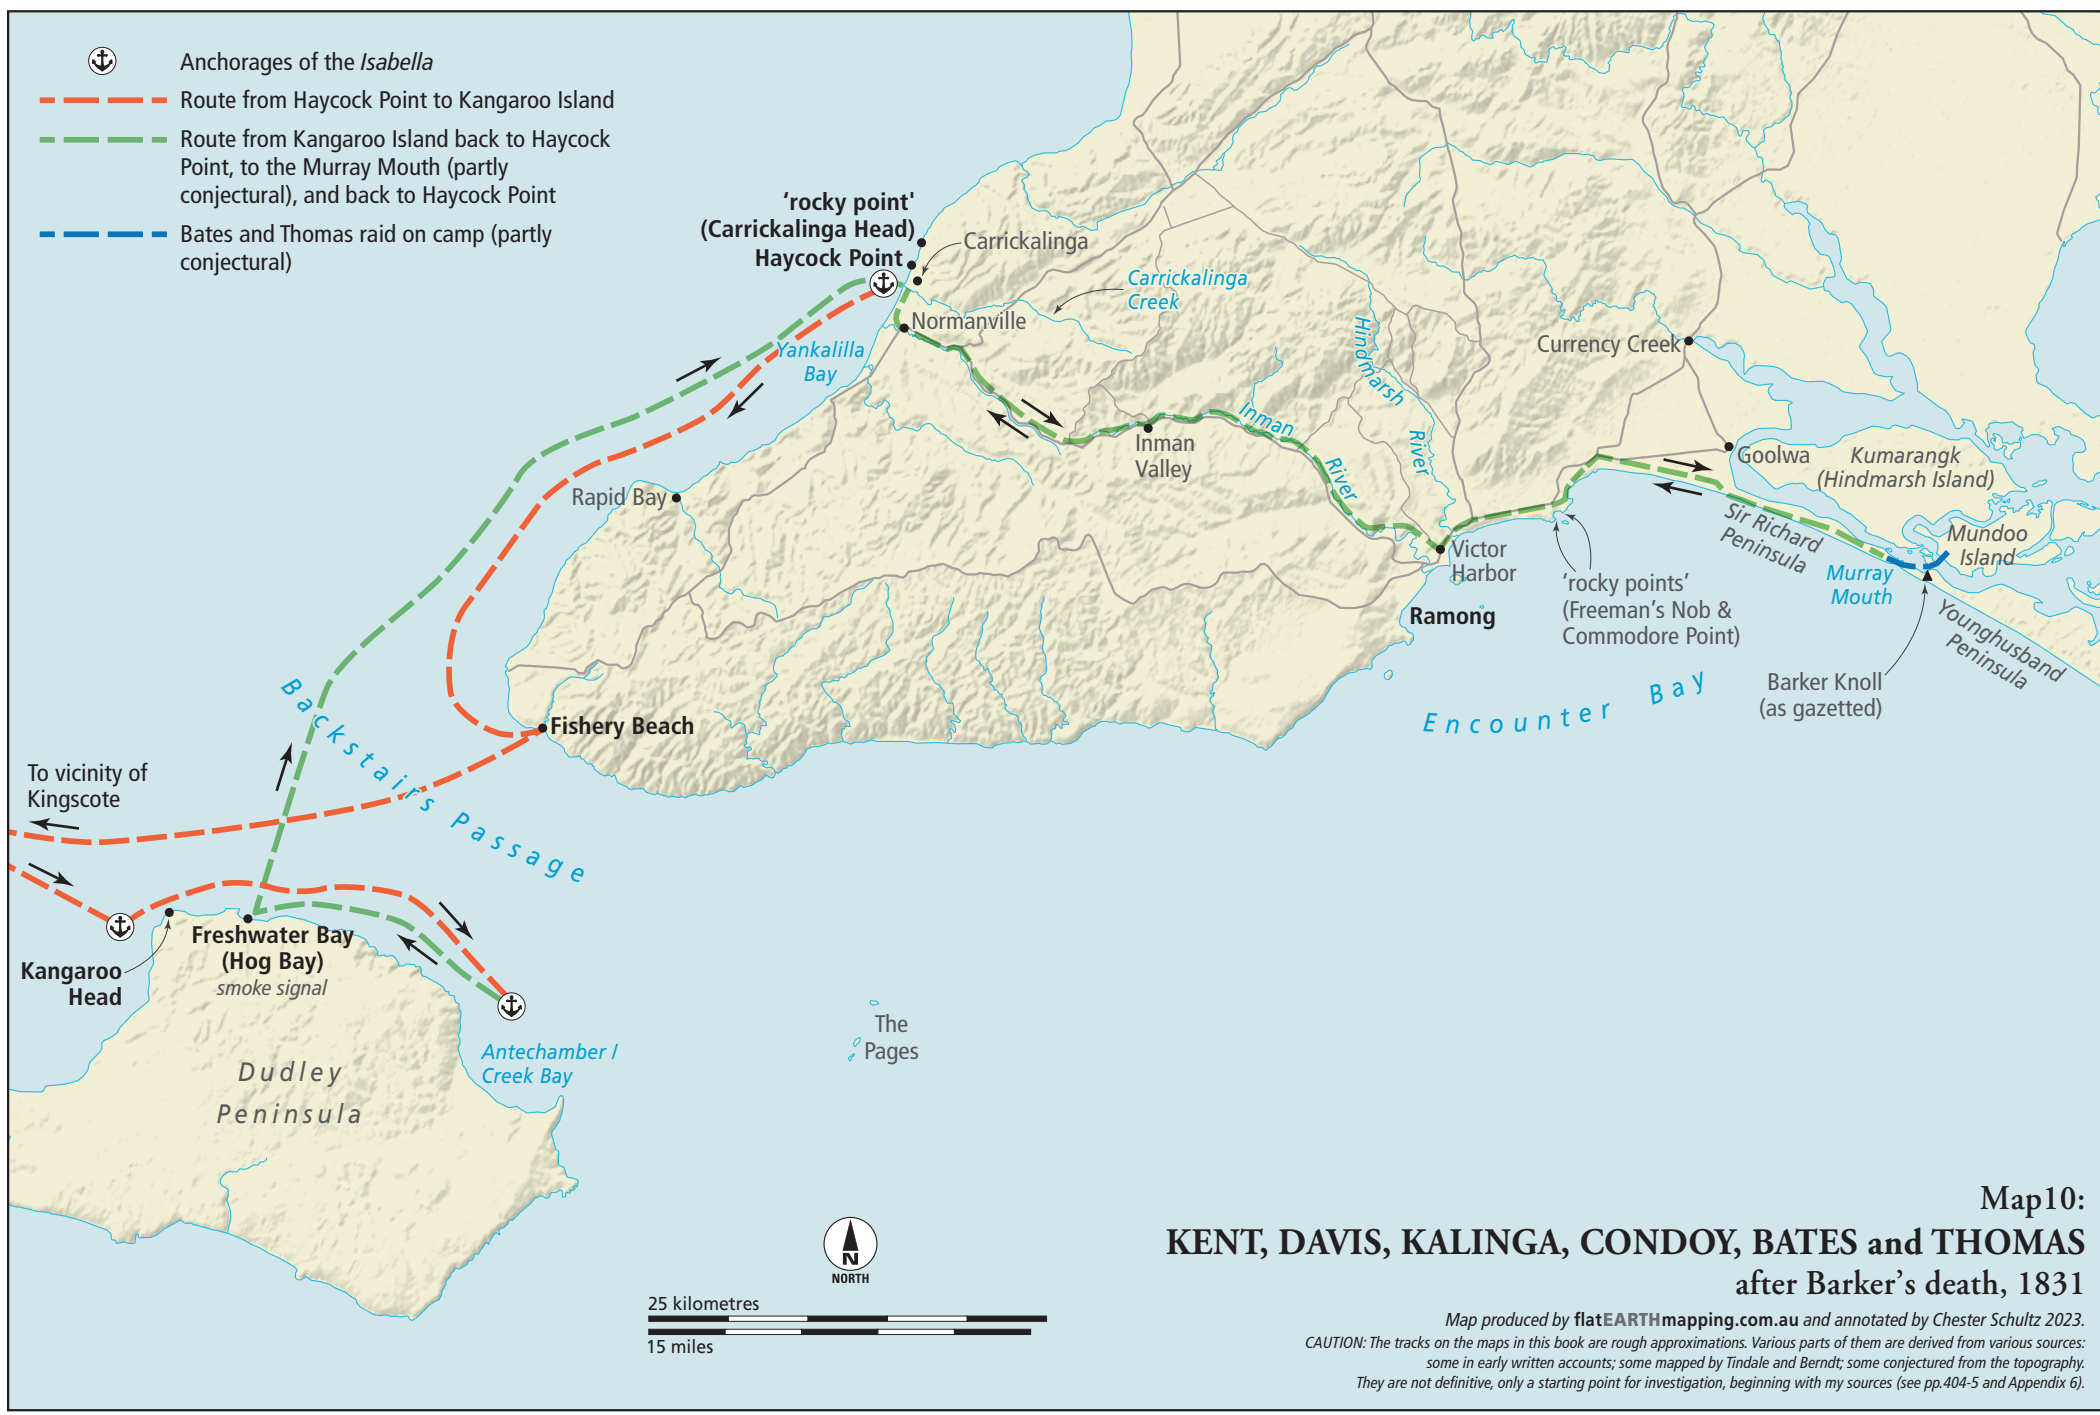 Anchorages of the Isabella
Route from Haycock Point to Kangaroo Island
Route from Kangaroo Island back to Haycock
Point, to the Murray Mouth (partly
conjectural), and back to Haycock Point
Bates and Thomas raid on camp (partly
conjectural)
'rocky point'
(Carrickalinga Head)
Haycock Point
Carrickalinga
Carrickalinga
Creek
Normanville
Yankalilla
Bay
Hindmarsh
River
Currency Creek
Inman
River
Inman
Valley
Goolwa
Kumarangk
(Hindmarsh Island)
Rapid Bay
Sir Richard
Peninsula
Mundoo
Island
Victor
Harbor
Murray
Mouth
'rocky points'
(Freeman's Nob &
Commodore Point)
Ramong
Younghusband
Peninsula
Barker Knoll
(as gazetted)
Encounter Bay
Backstairs Passage
Fishery Beach
To vicinity of
Kingscote
Freshwater Bay
(Hog Bay)
smoke signal
Kangaroo
Head
Antechamber /
Creek Bay
The
Pages
Dudley
Peninsula
N
NORTH
25 kilometres
15 miles
Map10:
KENT, DAVIS, KALINGA, CONDOY, BATES and THOMAS
after Barker's death, 1831
Map produced by flatEARTHmapping.com.au and annotated by Chester Schultz 2023.
CAUTION: The tracks on the maps in this book are rough approximations. Various parts of them are derived from various sources:
some in early written accounts; some mapped by Tindale and Berndt; some conjectured from the topography.
They are not definitive, only a starting point for investigation, beginning with my sources (see pp.404-5 and Appendix 6).